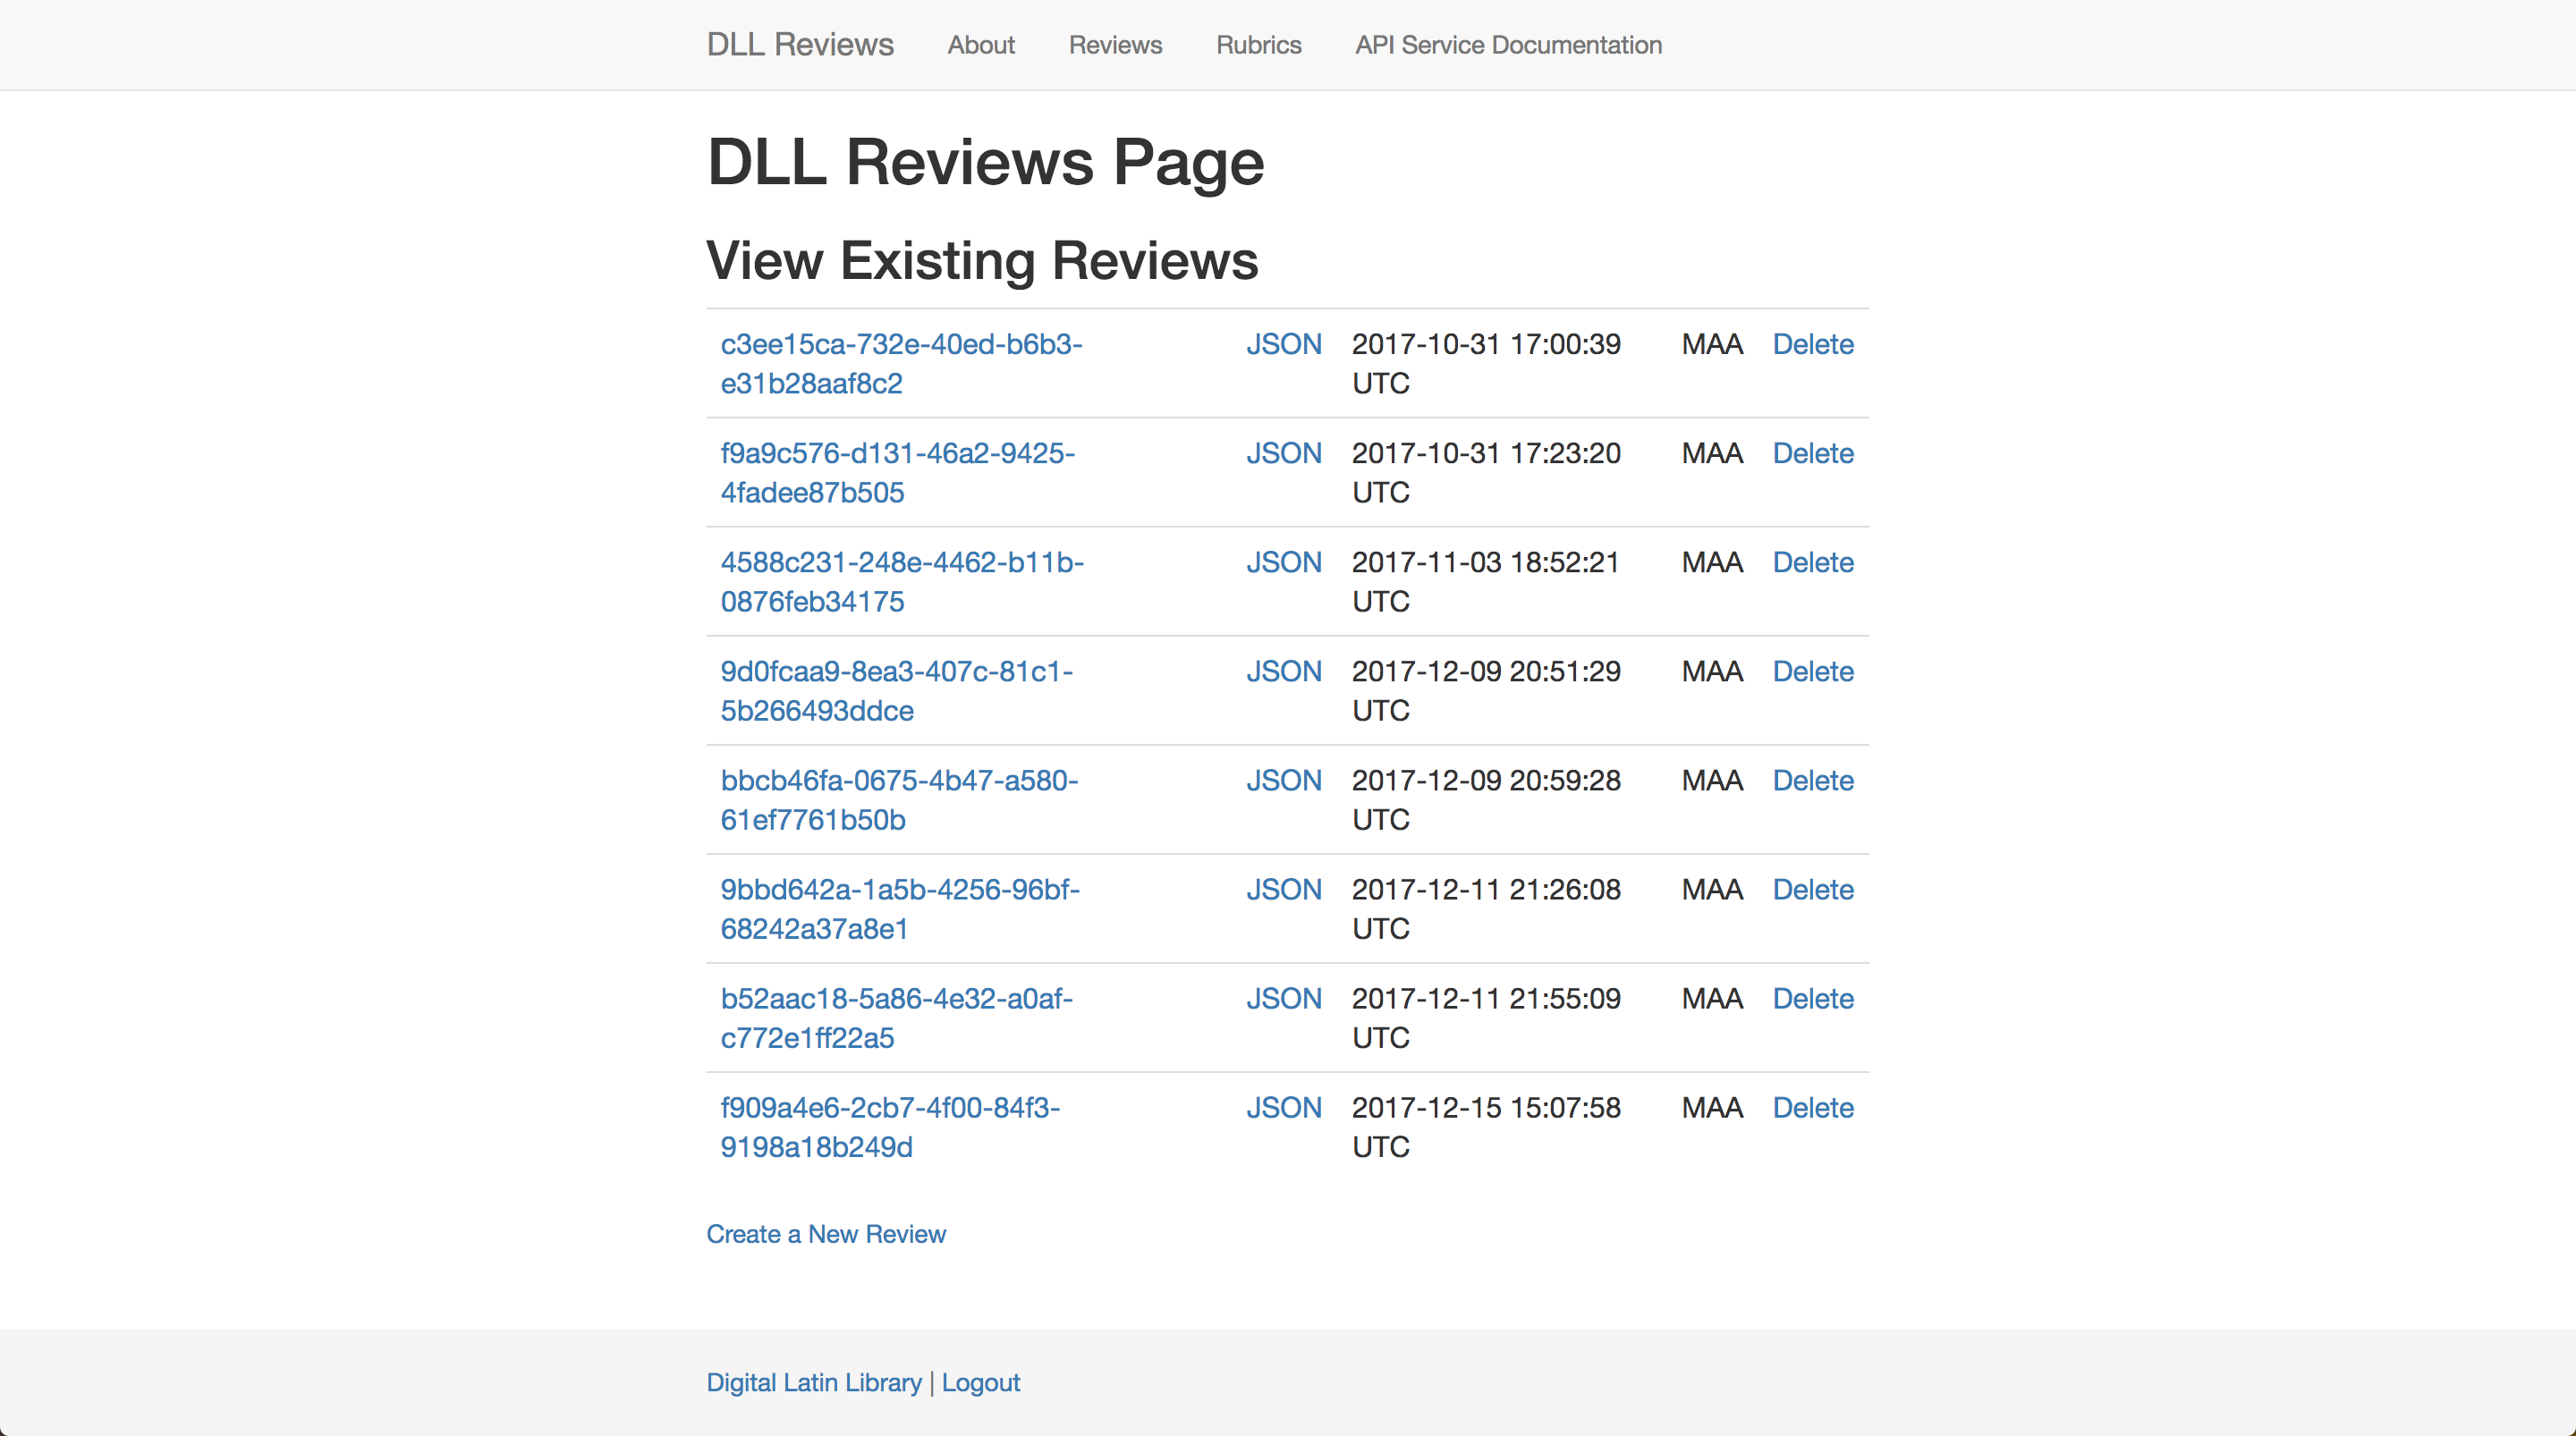 DLL Reviews About Reviews Rubrics API Service Documentation
DLL Reviews Page
View Existing Reviews
c3ee15ca-732e-40ed-b6b3- JSON 2017-10-31 17:00:39 MAA Delete
e31b28aaf8c2 UTC
f9a9c576-d131-46a2-9425- JSON 2017-10-31 17:23:20 MAA Delete
4fadee87b505 UTC
4588c231-248e-4462-b11b- JSON 2017-11-03 18:52:21 MAA Delete
0876feb34175 UTC
9d0fcaa9-8ea3-407c-81c1- JSON 2017-12-09 20:51:29 MAA Delete
5b266493ddce UTC
bbcb46fa-0675-4b47-a580- JSON 2017-12-09 20:59:28 MAA Delete
61ef7761b50b UTC
9bbd642a-1a5b-4256-96bf- JSON 2017-12-11 21:26:08 MAA Delete
68242a37a8e1 UTC
b52aac18-5a86-4e32-a0af- JSON 2017-12-11 21:55:09 MAA Delete
c772e1ff22a5 UTC
f909a4e6-2cb7-4f00-84f3- JSON 2017-12-15 15:07:58 MAA Delete
9198a18b249d UTC
Create a New Review
Digital Latin Library | Logout